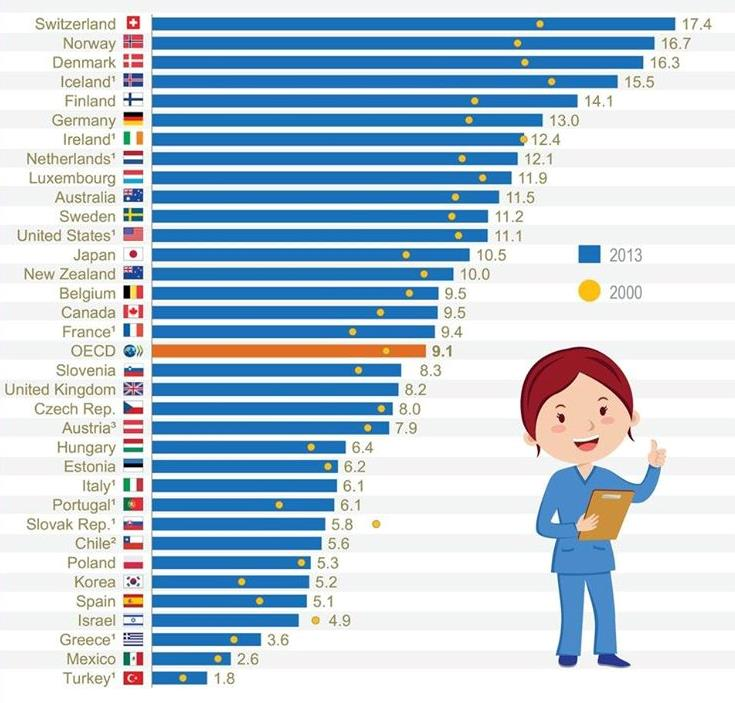 Switzerland 17.4
Norway 16.7
Denmark 16.3
Iceland¹ 15.5
Finland 14.1
Germany 13.0
Ireland¹ 12.4
Netherlands¹ 12.1
Luxembourg 11.9
Australia 11.5
Sweden 11.2
United States¹ 11.1
Japan 10.5
2013
New Zealand 10.0
Belgium 9.5
2000
Canada 9.5
France¹ 9.4
OECD 9.1
Slovenia 8.3
United Kingdom 8.2
Czech Rep. 8.0
Austria³ 7.9
Hungary 6.4
Estonia 6.2
Italy¹ 6.1
Portugal¹ 6.1
Slovak Rep.¹ 5.8
Chile² 5.6
Poland 5.3
Korea 5.2
Spain 5.1
Israel 4.9
Greece¹ 3.6
Mexico 2.6
Turkey¹ 1.8